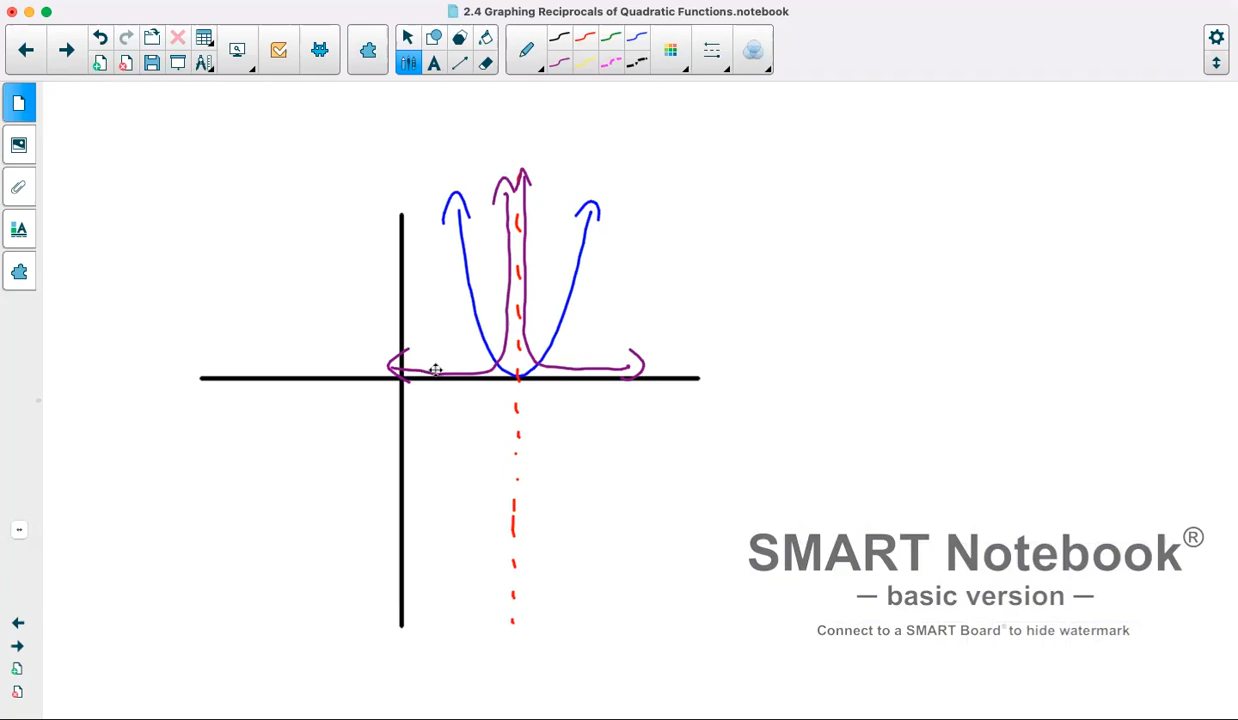 2.4 Graphing Reciprocals of Quadratic Functions.notebook
A
A
SMART Notebook®
— basic version —
Connect to a SMART Board® to hide watermark